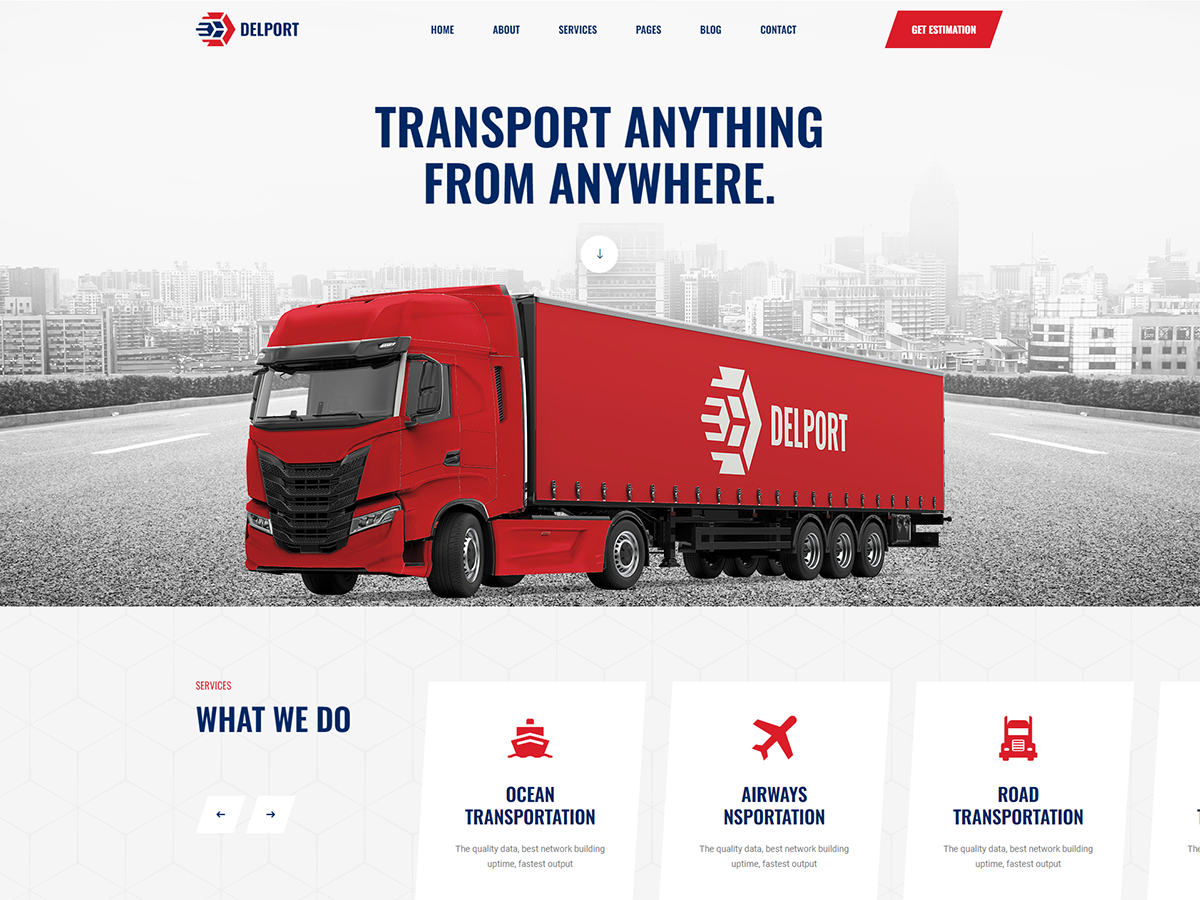 DELPORT
HOME ABOUT SERVICES PAGES BLOG CONTACT
GET ESTIMATION
TRANSPORT ANYTHING
FROM ANYWHERE.
DELPORT
SERVICES
WHAT WE DO
OCEAN
TRANSPORTATION
The quality data, best network building
uptime, fastest output
AIRWAYS
NSPORTATION
The quality data, best network building
uptime, fastest output
ROAD
TRANSPORTATION
The quality data, best network building
uptime, fastest output